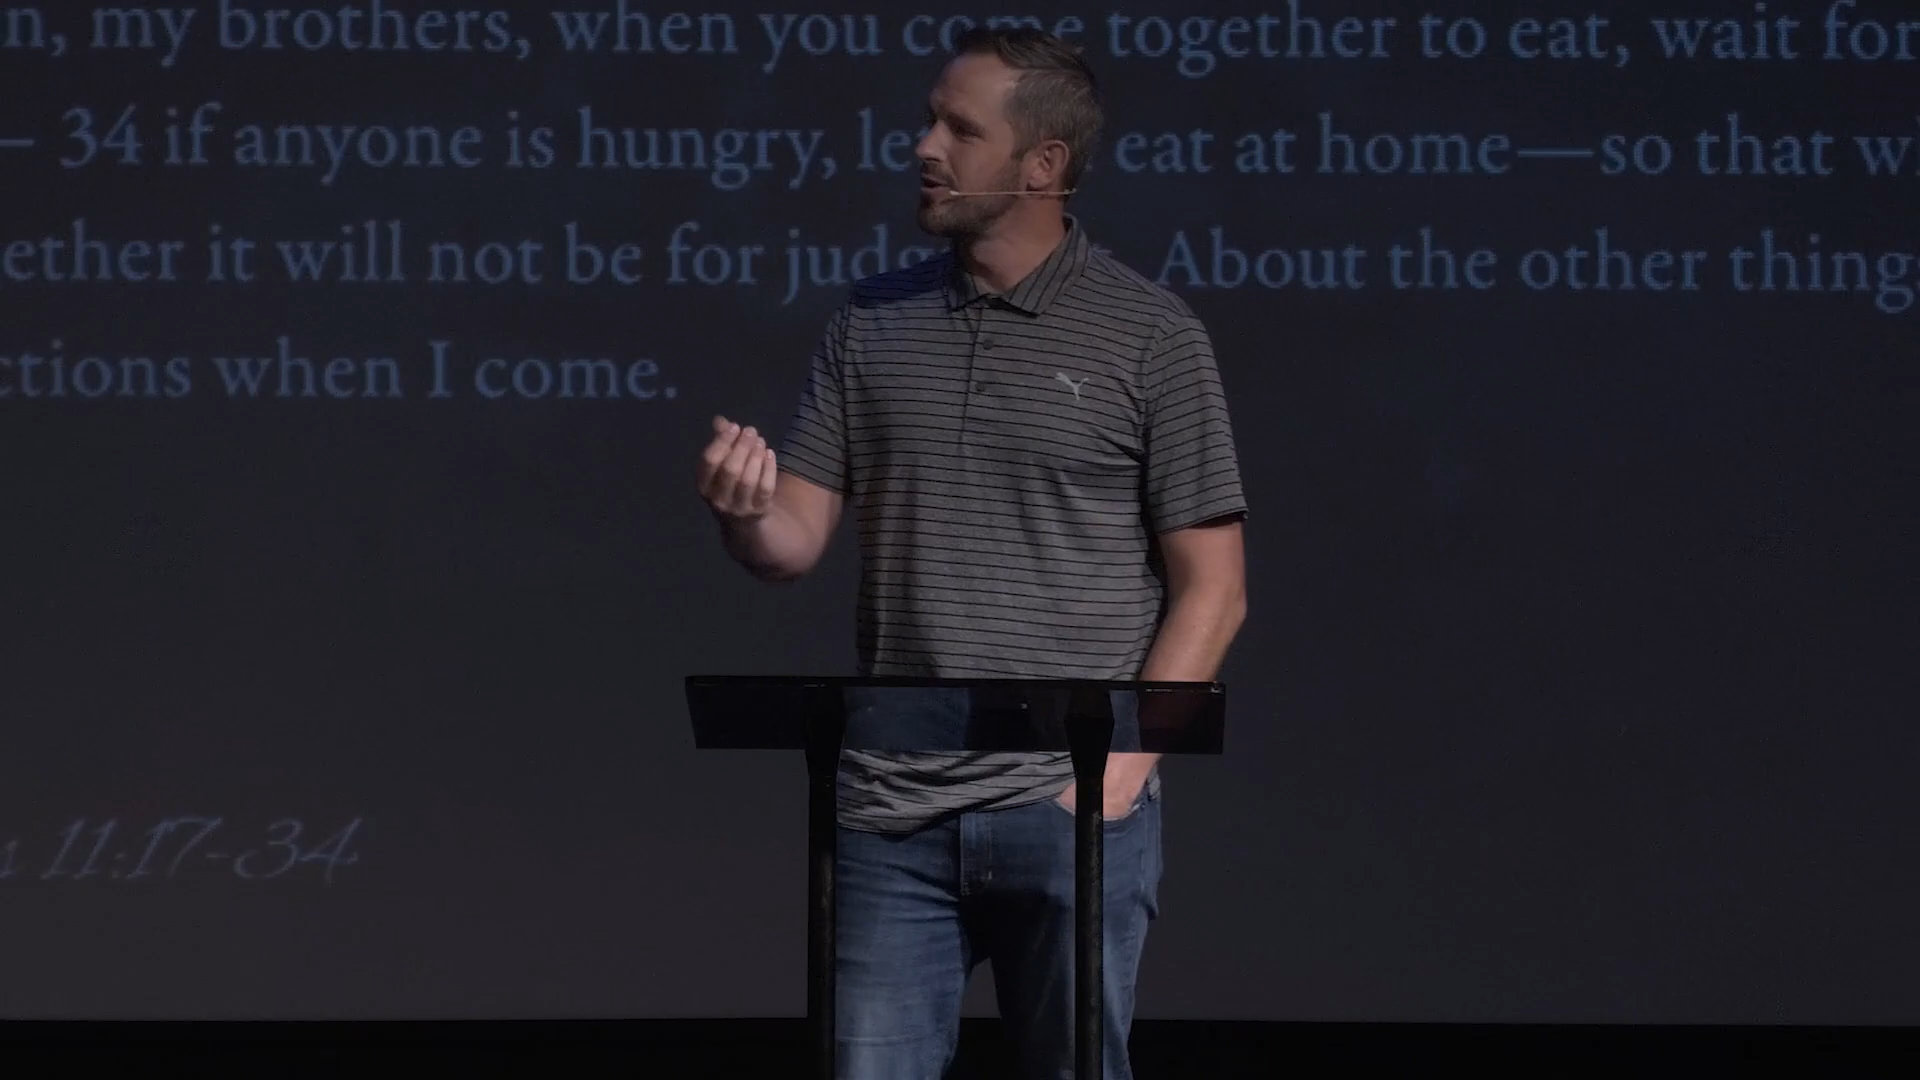 n, my brothers, when you come together to eat, wait for
— 34 if anyone is hungry, le eat at home—so that w
ether it will not be for judg About the other things
ctions when I come.
s 11:17-34